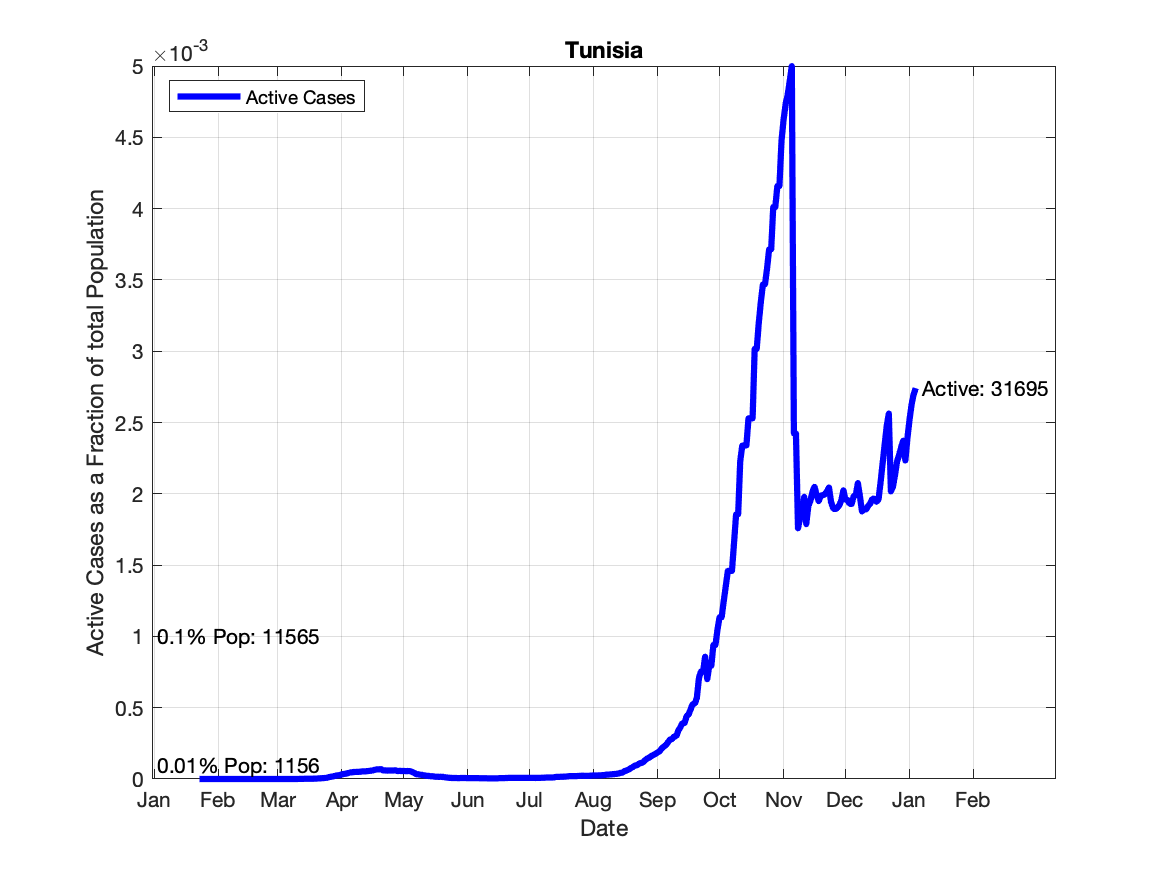 Tunisia
×10-3
5
Active Cases
4.5
4
3.5
3
2.5
2
1.5
1
0.5
0
Active Cases as a Fraction of total Population
Active: 31695
0.1% Pop: 11565
0.01% Pop: 1156
Jan Feb Mar Apr May Jun Jul Aug Sep Oct Nov Dec Jan Feb
Date